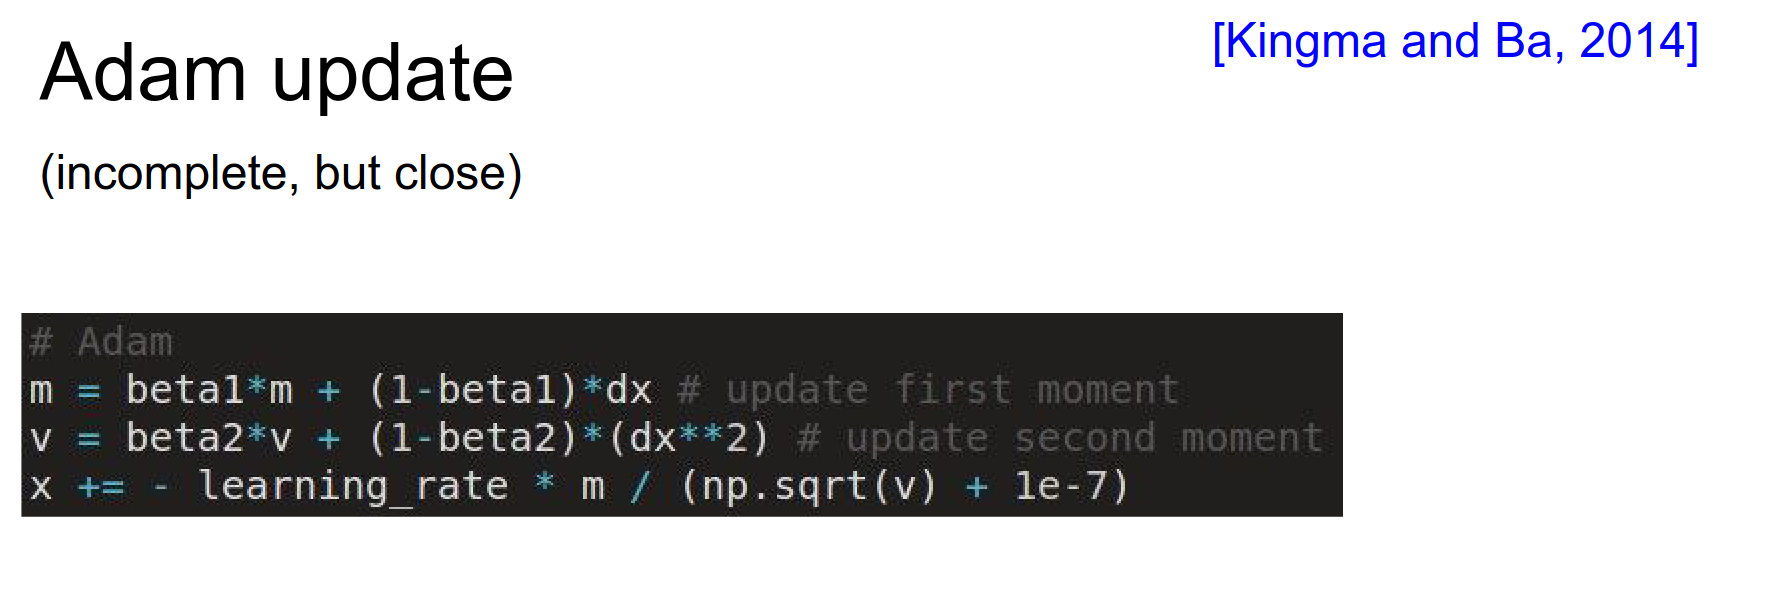 Adam update
[Kingma and Ba, 2014]
(incomplete, but close)
# Adam
m = beta1*m + (1-beta1)*dx # update first moment
v = beta2*v + (1-beta2)*(dx**2) # update second moment
x += - learning_rate * m / (np.sqrt(v) + 1e-7)